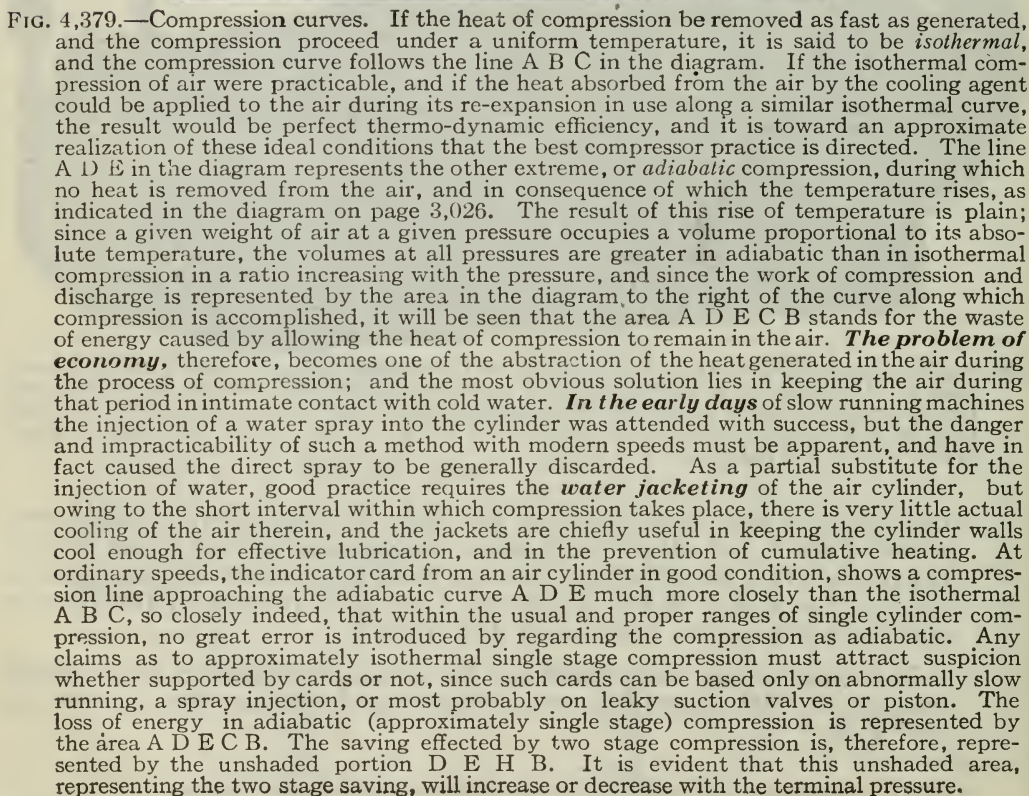 FIG. 4,379.—Compression curves. If the heat of compression be removed as fast as generated,
and the compression proceed under a uniform temperature, it is said to be isothermal,
and the compression curve follows the line A B C in the diagram. If the isothermal com-
pression of air were practicable, and if the heat absorbed from the air by the cooling agent
could be applied to the air during its re-expansion in use along a similar isothermal curve,
the result would be perfect thermo-dynamic efficiency, and it is toward an approximate
realization of these ideal conditions that the best compressor practice is directed. The line
A D E in the diagram represents the other extreme, or adiabatic compression, during which
no heat is removed from the air, and in consequence of which the temperature rises, as
indicated in the diagram on page 3,026. The result of this rise of temperature is plain;
since a given weight of air at a given pressure occupies a volume proportional to its abso-
lute temperature, the volumes at all pressures are greater in adiabatic than in isothermal
compression in a ratio increasing with the pressure, and since the work of compression and
discharge is represented by the area in the diagram to the right of the curve along which
compression is accomplished, it will be seen that the area A D E C B stands for the waste
of energy caused by allowing the heat of compression to remain in the air. The problem of
economy, therefore, becomes one of the abstraction of the heat generated in the air during
the process of compression; and the most obvious solution lies in keeping the air during
that period in intimate contact with cold water. In the early days of slow running machines
the injection of a water spray into the cylinder was attended with success, but the danger
and impracticability of such a method with modern speeds must be apparent, and have in
fact caused the direct spray to be generally discarded. As a partial substitute for the
injection of water, good practice requires the water jacketing of the air cylinder, but
owing to the short interval within which compression takes place, there is very little actual
cooling of the air therein, and the jackets are chiefly useful in keeping the cylinder walls
cool enough for effective lubrication, and in the prevention of cumulative heating. At
ordinary speeds, the indicator card from an air cylinder in good condition, shows a compres-
sion line approaching the adiabatic curve A D E much more closely than the isothermal
A B C, so closely indeed, that within the usual and proper ranges of single cylinder com-
pression, no great error is introduced by regarding the compression as adiabatic. Any
claims as to approximately isothermal single stage compression must attract suspicion
whether supported by cards or not, since such cards can be based only on abnormally slow
running, a spray injection, or most probably on leaky suction valves or piston. The
loss of energy in adiabatic (approximately single stage) compression is represented by
the area A D E C B. The saving effected by two stage compression is, therefore, repre-
sented by the unshaded portion D E H B. It is evident that this unshaded area,
representing the two stage saving, will increase or decrease with the terminal pressure.